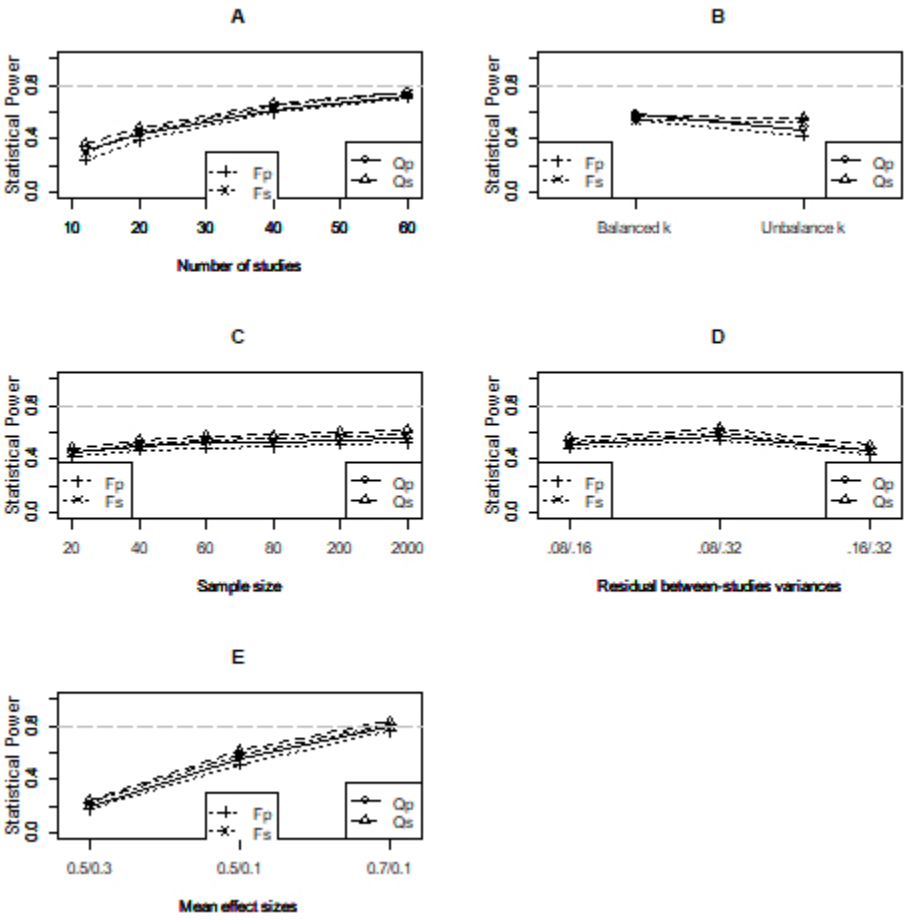 A
Statistical Power
0.0 0.4 0.8
Fp
Fs
Qp
Qs
10 20 30 40 50 60
Number of studies
B
Statistical Power
0.0 0.4 0.8
Fp
Fs
Qp
Qs
Balanced k Unbalance k
C
Statistical Power
0.0 0.4 0.8
Fp
Fs
Qp
Qs
20 40 60 80 200 2000
Sample size
D
Statistical Power
0.0 0.4 0.8
Fp
Fs
Qp
Qs
.08/.16 .08/.32 .16/.32
Residual between-studies variances
E
Statistical Power
0.0 0.4 0.8
Fp
Fs
Qp
Qs
0.5/0.3 0.5/0.1 0.7/0.1
Mean effect sizes